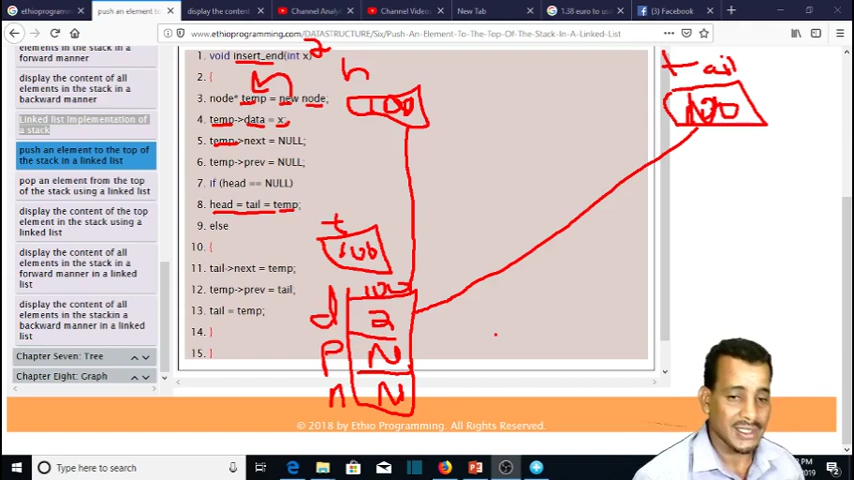 ethioprogramming
push an element to
display the content
Channel Analy
Channel Videos
New Tab
1.38 euro to us
Facebook
www.ethioprogramming.com/DATASTRUCTURE/Six/Push-An-Element-To-The-Top-Of-The-Stack-In-A-Linked-List
elements in the stack in a
forward manner
display the content of all
elements in the stack in a
backward manner
Linked list implementation of
a stack
push an element to the top of
the stack in a linked list
pop an element from the top
of the stack using a linked list
display the content of the top
element in the stack using a
linked list
display the content of all
elements in the stack in a
forward manner in a linked
list
display the content of all
elements in the stackin a
backward manner in a linked
list
Chapter Seven: Tree
Chapter Eight: Graph
1. void insert_end(int x)
2. {
3. node* temp = new node;
4. temp->data = x;
5. temp->next = NULL;
6. temp->prev = NULL;
7. if (head == NULL)
8. head = tail = temp;
9. else
10. {
11. tail->next = temp;
12. temp->prev = tail,
13. tail = temp;
14. }
15. }
2
h
100
tail
100
t
100
100
d 2
p N
n N
© 2018 by Ethio Programming. All rights reserved.
Type here to search